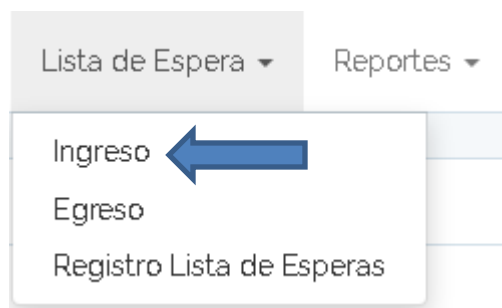 Lista de Espera Reportes
Ingreso
Egreso
Registro Lista de Esperas